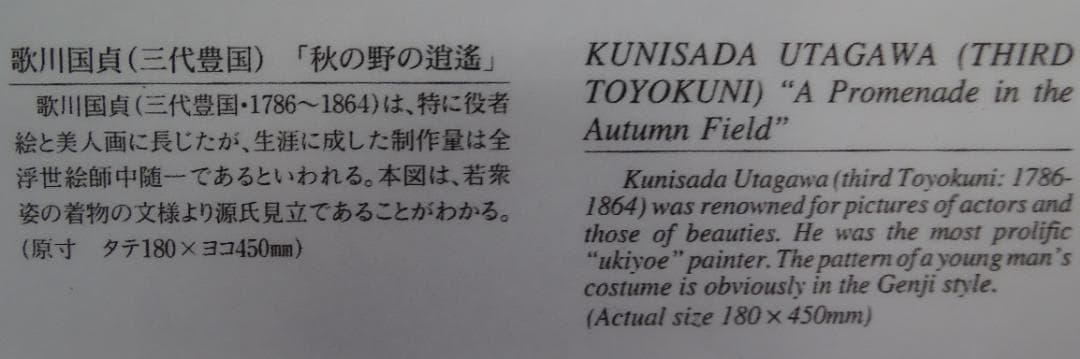 歌川国貞(三代豊国) 「秋の野の逍遙」
歌川国貞(三代豊国・1786〜1864)は、特に役者
絵と美人画に長じたが、生涯に成した制作量は全
浮世絵師中随一であるといわれる。本図は、若衆
姿の着物の文様より源氏見立であることがわかる。
(原寸 タテ180×ヨコ450㎜)
KUNISADA UTAGAWA (THIRD
TOYOKUNI) “A Promenade in the
Autumn Field”
Kunisada Utagawa (third Toyokuni: 1786-
1864) was renowned for pictures of actors and
those of beauties. He was the most prolific
“ukiyoe” painter. The pattern of a young man's
costume is obviously in the Genji style.
(Actual size 180×450mm)